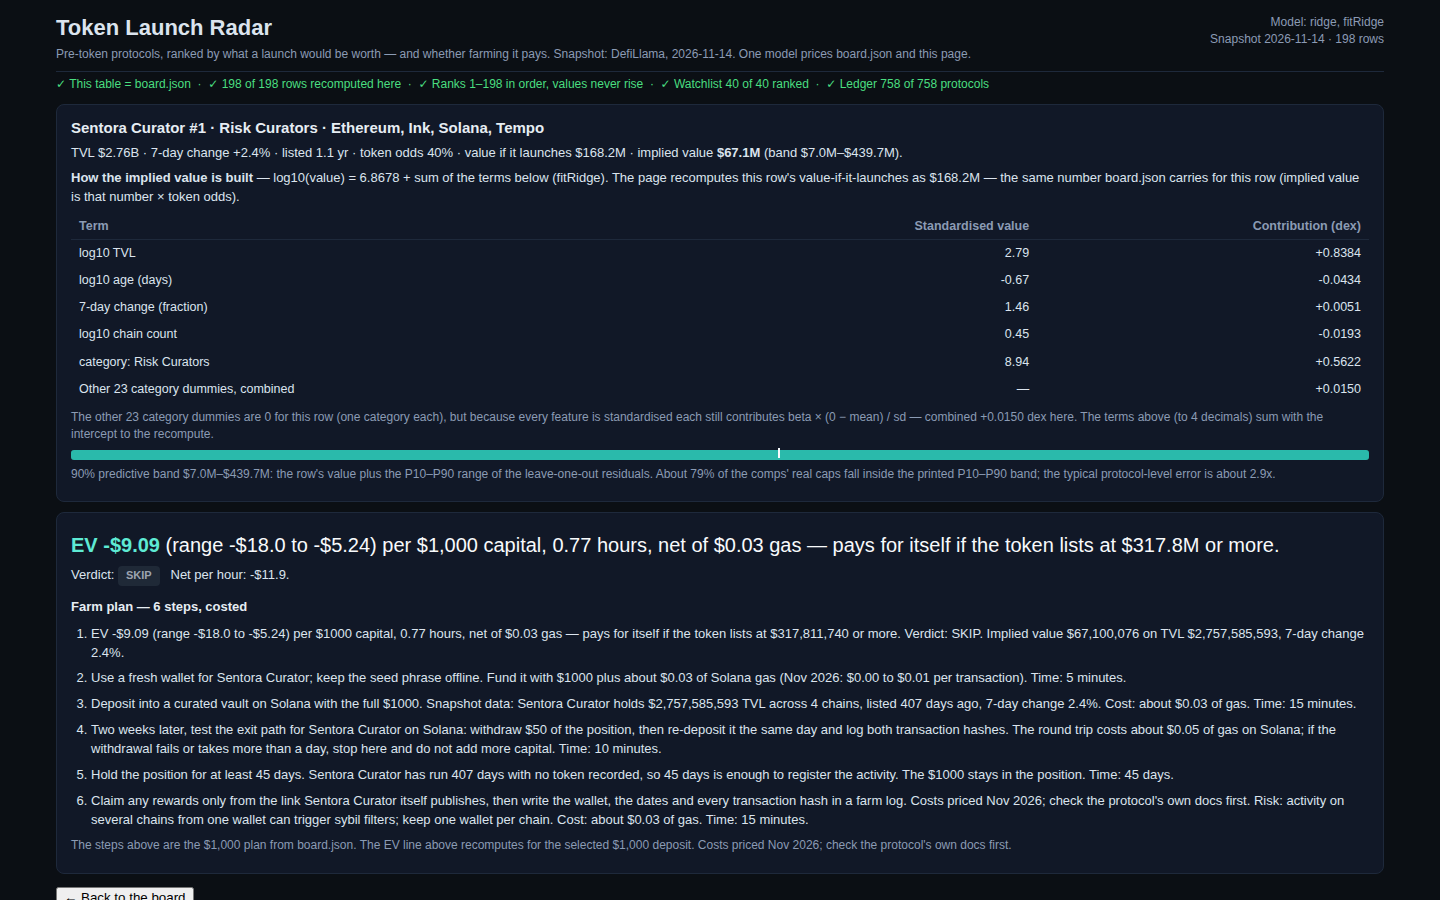 Token Launch Radar
Model: ridge, fitRidge
Snapshot 2026-11-14 · 198 rows
Pre-token protocols, ranked by what a launch would be worth — and whether farming it pays. Snapshot: DefiLlama, 2026-11-14. One model prices board.json and this page.
✓ This table = board.json · ✓ 198 of 198 rows recomputed here · ✓ Ranks 1–198 in order, values never rise · ✓ Watchlist 40 of 40 ranked · ✓ Ledger 758 of 758 protocols
Sentora Curator #1 · Risk Curators · Ethereum, Ink, Solana, Tempo
TVL $2.76B · 7-day change +2.4% · listed 1.1 yr · token odds 40% · value if it launches $168.2M · implied value $67.1M (band $7.0M–$439.7M).
How the implied value is built — log10(value) = 6.8678 + sum of the terms below (fitRidge). The page recomputes this row's value-if-it-launches as $168.2M — the same number board.json carries for this row (implied value
is that number × token odds).
Term Standardised value Contribution (dex)
log10 TVL 2.79 +0.8384
log10 age (days) -0.67 -0.0434
7-day change (fraction) 1.46 +0.0051
log10 chain count 0.45 -0.0193
category: Risk Curators 8.94 +0.5622
Other 23 category dummies, combined — +0.0150
The other 23 category dummies are 0 for this row (one category each), but because every feature is standardised each still contributes beta × (0 − mean) / sd — combined +0.0150 dex here. The terms above (to 4 decimals) sum with the
intercept to the recompute.
90% predictive band $7.0M–$439.7M: the row's value plus the P10–P90 range of the leave-one-out residuals. About 79% of the comps' real caps fall inside the printed P10–P90 band; the typical protocol-level error is about 2.9x.
EV -$9.09 (range -$18.0 to -$5.24) per $1,000 capital, 0.77 hours, net of $0.03 gas — pays for itself if the token lists at $317.8M or more.
Verdict: SKIP Net per hour: -$11.9.
Farm plan — 6 steps, costed
1. EV -$9.09 (range -$18.0 to -$5.24) per $1000 capital, 0.77 hours, net of $0.03 gas — pays for itself if the token lists at $317,811,740 or more. Verdict: SKIP. Implied value $67,100,076 on TVL $2,757,585,593, 7-day change
2.4%.
2. Use a fresh wallet for Sentora Curator; keep the seed phrase offline. Fund it with $1000 plus about $0.03 of Solana gas (Nov 2026: $0.00 to $0.01 per transaction). Time: 5 minutes.
3. Deposit into a curated vault on Solana with the full $1000. Snapshot data: Sentora Curator holds $2,757,585,593 TVL across 4 chains, listed 407 days ago, 7-day change 2.4%. Cost: about $0.03 of gas. Time: 15 minutes.
4. Two weeks later, test the exit path for Sentora Curator on Solana: withdraw $50 of the position, then re-deposit it the same day and log both transaction hashes. The round trip costs about $0.05 of gas on Solana; if the
withdrawal fails or takes more than a day, stop here and do not add more capital. Time: 10 minutes.
5. Hold the position for at least 45 days. Sentora Curator has run 407 days with no token recorded, so 45 days is enough to register the activity. The $1000 stays in the position. Time: 45 days.
6. Claim any rewards only from the link Sentora Curator itself publishes, then write the wallet, the dates and every transaction hash in a farm log. Costs priced Nov 2026; check the protocol's own docs first. Risk: activity on
several chains from one wallet can trigger sybil filters; keep one wallet per chain. Cost: about $0.03 of gas. Time: 15 minutes.
The steps above are the $1,000 plan from board.json. The EV line above recomputes for the selected $1,000 deposit. Costs priced Nov 2026; check the protocol's own docs first.
← Back to the board